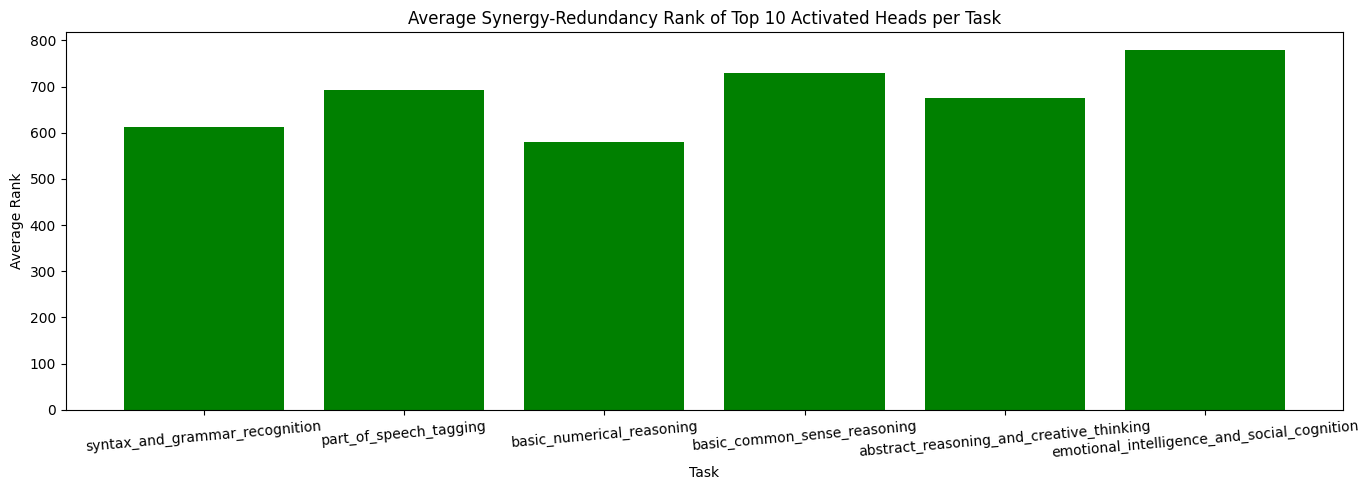 Average Synergy-Redundancy Rank of Top 10 Activated Heads per Task
Average Rank
800
700
600
500
400
300
200
100
0
syntax_and_grammar_recognition
part_of_speech_tagging
basic_numerical_reasoning
basic_common_sense_reasoning
abstract_reasoning_and_creative_thinking
emotional_intelligence_and_social_cognition
Task